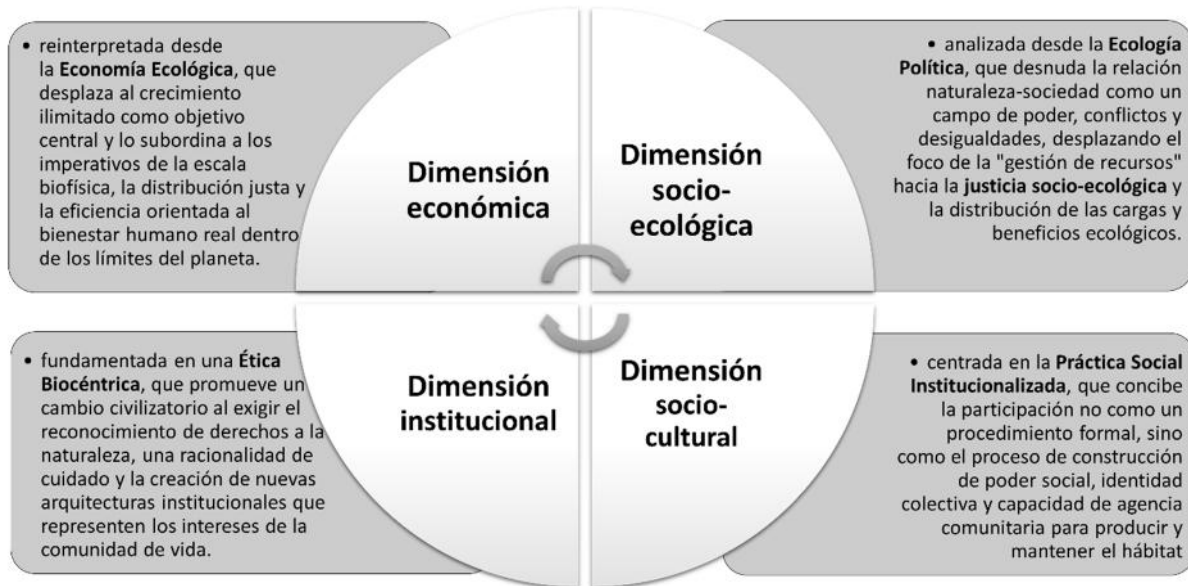 • reinterpretada desde
la Economía Ecológica, que
desplaza al crecimiento
ilimitado como objetivo
central y lo subordina a los
imperativos de la escala
biofísica, la distribución justa y
la eficiencia orientada al
bienestar humano real dentro
de los límites del planeta.
Dimensión
económica
Dimensión
socio-
ecológica
• analizada desde la Ecología
Política, que desnuda la relación
naturaleza-sociedad como un
campo de poder, conflictos y
desigualdades, desplazando el
foco de la "gestión de recursos"
hacia la justicia socio-ecológica y
la distribución de las cargas y
beneficios ecológicos.
• fundamentada en una Ética
Biocéntrica, que promueve un
cambio civilizatorio al exigir el
reconocimiento de derechos a la
naturaleza, una racionalidad de
cuidado y la creación de nuevas
arquitecturas institucionales que
representen los intereses de la
comunidad de vida.
Dimensión
institucional
Dimensión
socio-
cultural
• centrada en la Práctica Social
Institucionalizada, que concibe
la participación no como un
procedimiento formal, sino
como el proceso de construcción
de poder social, identidad
colectiva y capacidad de agencia
comunitaria para producir y
mantener el hábitat